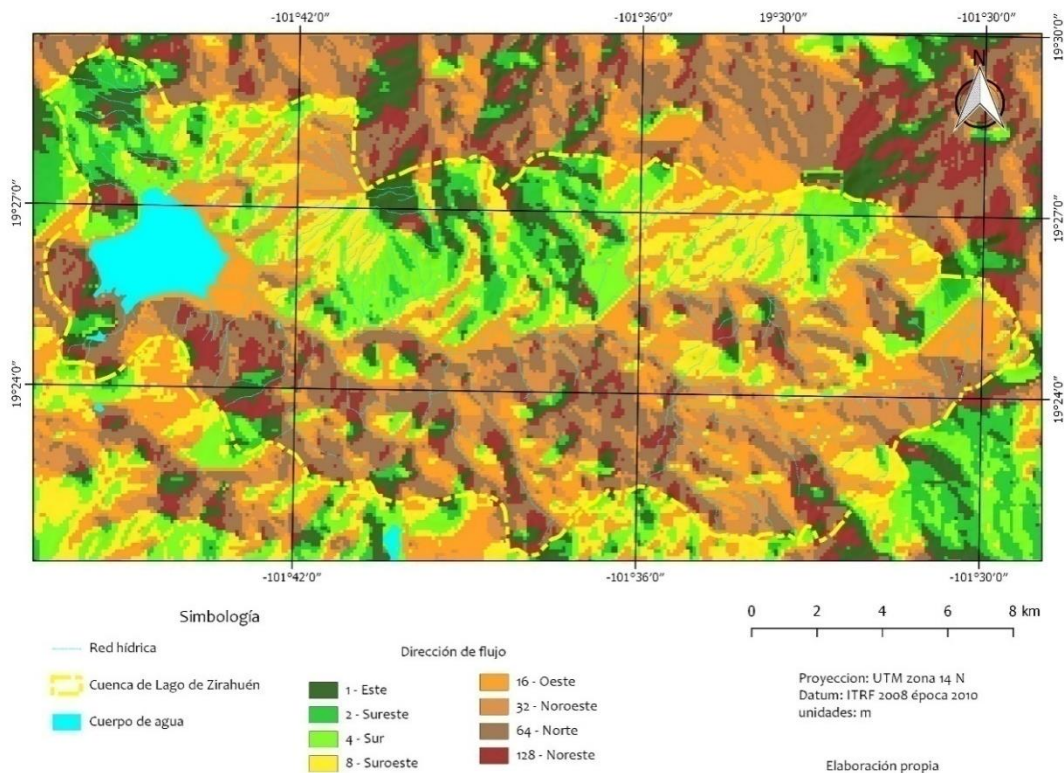 -101°42'0"
-101°36'0"
19°30'0"
-101°30'0"
19°30'0"
N
19°27'0"
19°27'0"
19°24'0"
19°24'0"
-101°42'0"
-101°36'0"
-101°30'0"
Simbología
Red hídrica
Cuenca de Lago de Zirahuén
Cuerpo de agua
Dirección de flujo
1 - Este
2 - Sureste
4 - Sur
8 - Suroeste
16 - Oeste
32 - Noroeste
64 - Norte
128 - Noreste
0 2 4 6 8 km
Proyeccion: UTM zona 14 N
Datum: ITRF 2008 época 2010
unidades: m
Elaboración propia